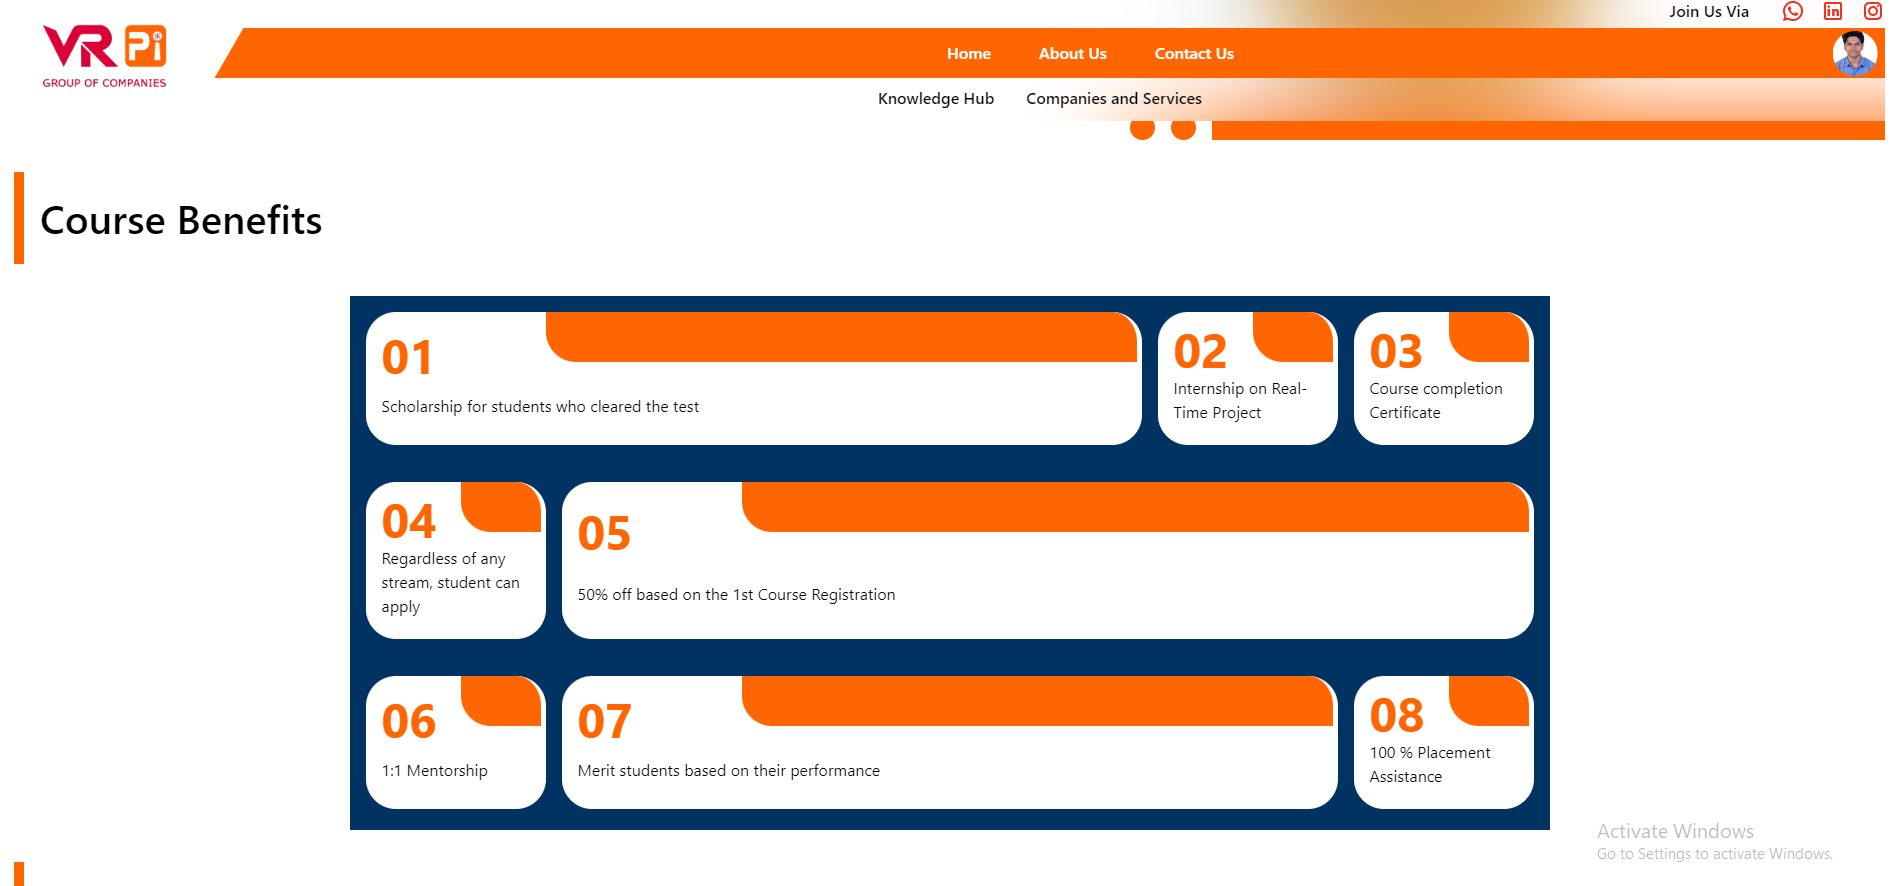 Join Us Via
VR Pi
GROUP OF COMPANIES
Home About Us Contact Us
Knowledge Hub Companies and Services
Course Benefits
01
Scholarship for students who cleared the test
02
Internship on Real-
Time Project
03
Course completion
Certificate
04
Regardless of any
stream, student can
apply
05
50% off based on the 1st Course Registration
06
1:1 Mentorship
07
Merit students based on their performance
08
100 % Placement
Assistance
Activate Windows
Go to Settings to activate Windows.